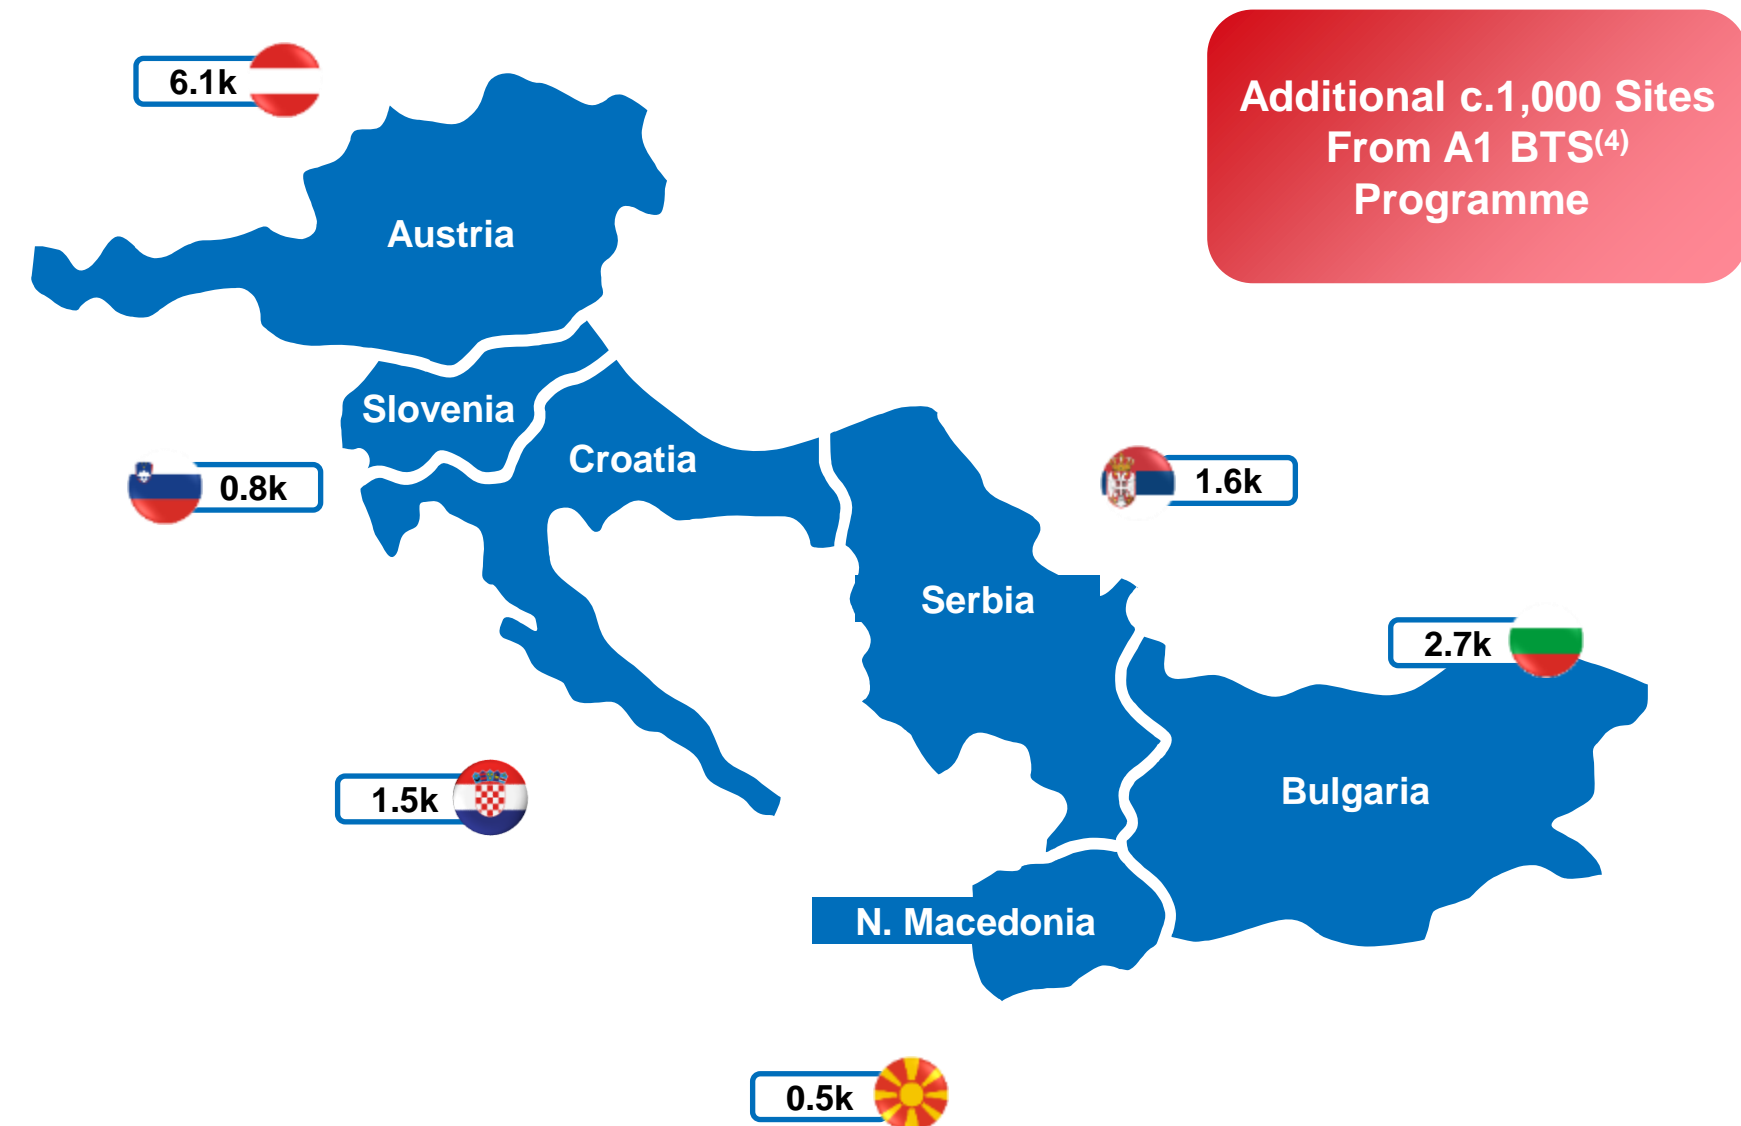 6.1k
Additional c.1,000 Sites
From A1 BTS(4)
Programme
Austria
Slovenia
Croatia
0.8k
1.6k
Serbia
2.7k
Bulgaria
1.5k
N. Macedonia
0.5k